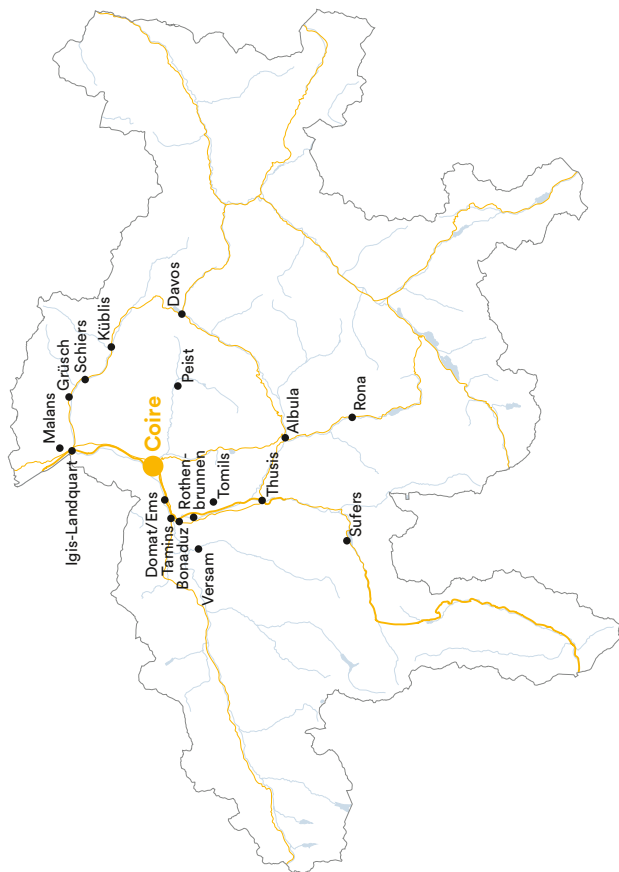 Davos
Küblis
Schiers
Grüsch
Malans
Igis-Landquart
Peist
Coire
Rona
Albula
Domat/Ems
Tamins
Bonaduz
Rothen-
brunnen
Tomils
Thusis
Versam
Sufers